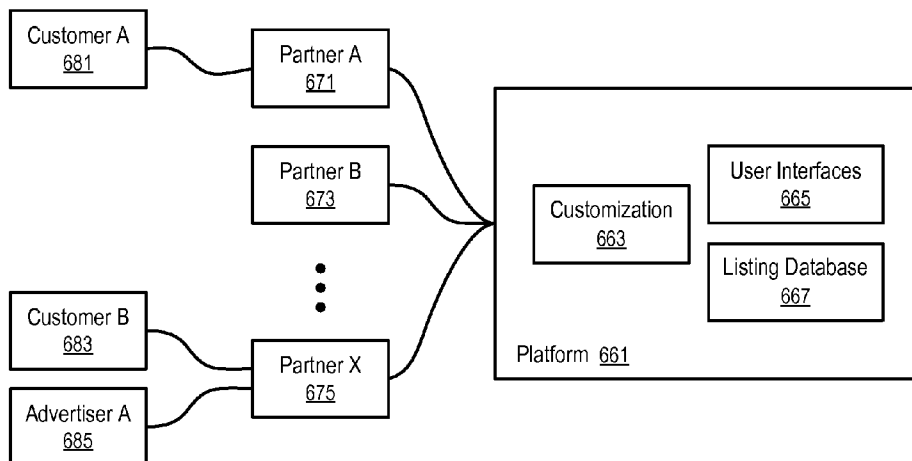 Customer A
681
Partner A
671
Partner B
673
Customer B
683
Advertiser A
685
Partner X
675
Customization
663
User Interfaces
665
Listing Database
667
Platform 661